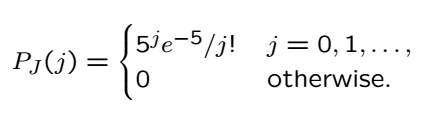 P_J(j) = { 5^j e^{-5}/j!   j = 0, 1, . . . ,
0   otherwise.